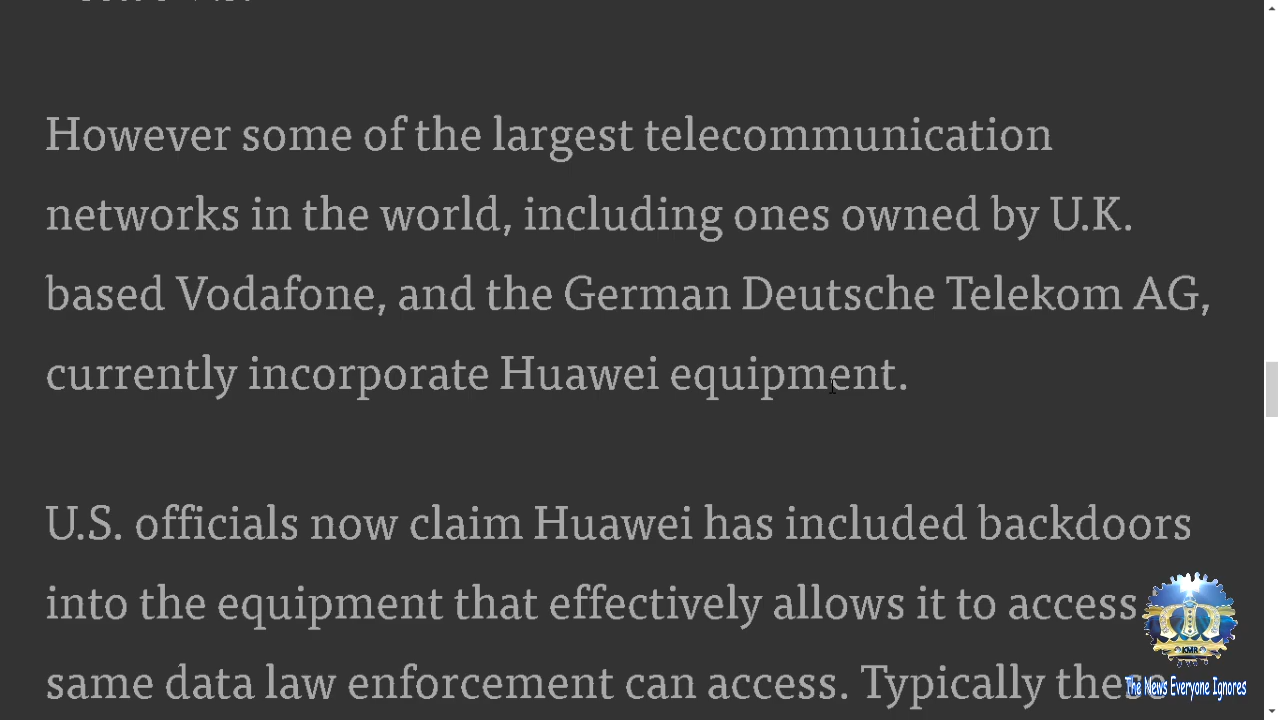 However some of the largest telecommunication
networks in the world, including ones owned by U.K.
based Vodafone, and the German Deutsche Telekom AG,
currently incorporate Huawei equipment.
U.S. officials now claim Huawei has included backdoors
into the equipment that effectively allows it to access
same data law enforcement can access. Typically these
KMR
The News Everyone Ignores